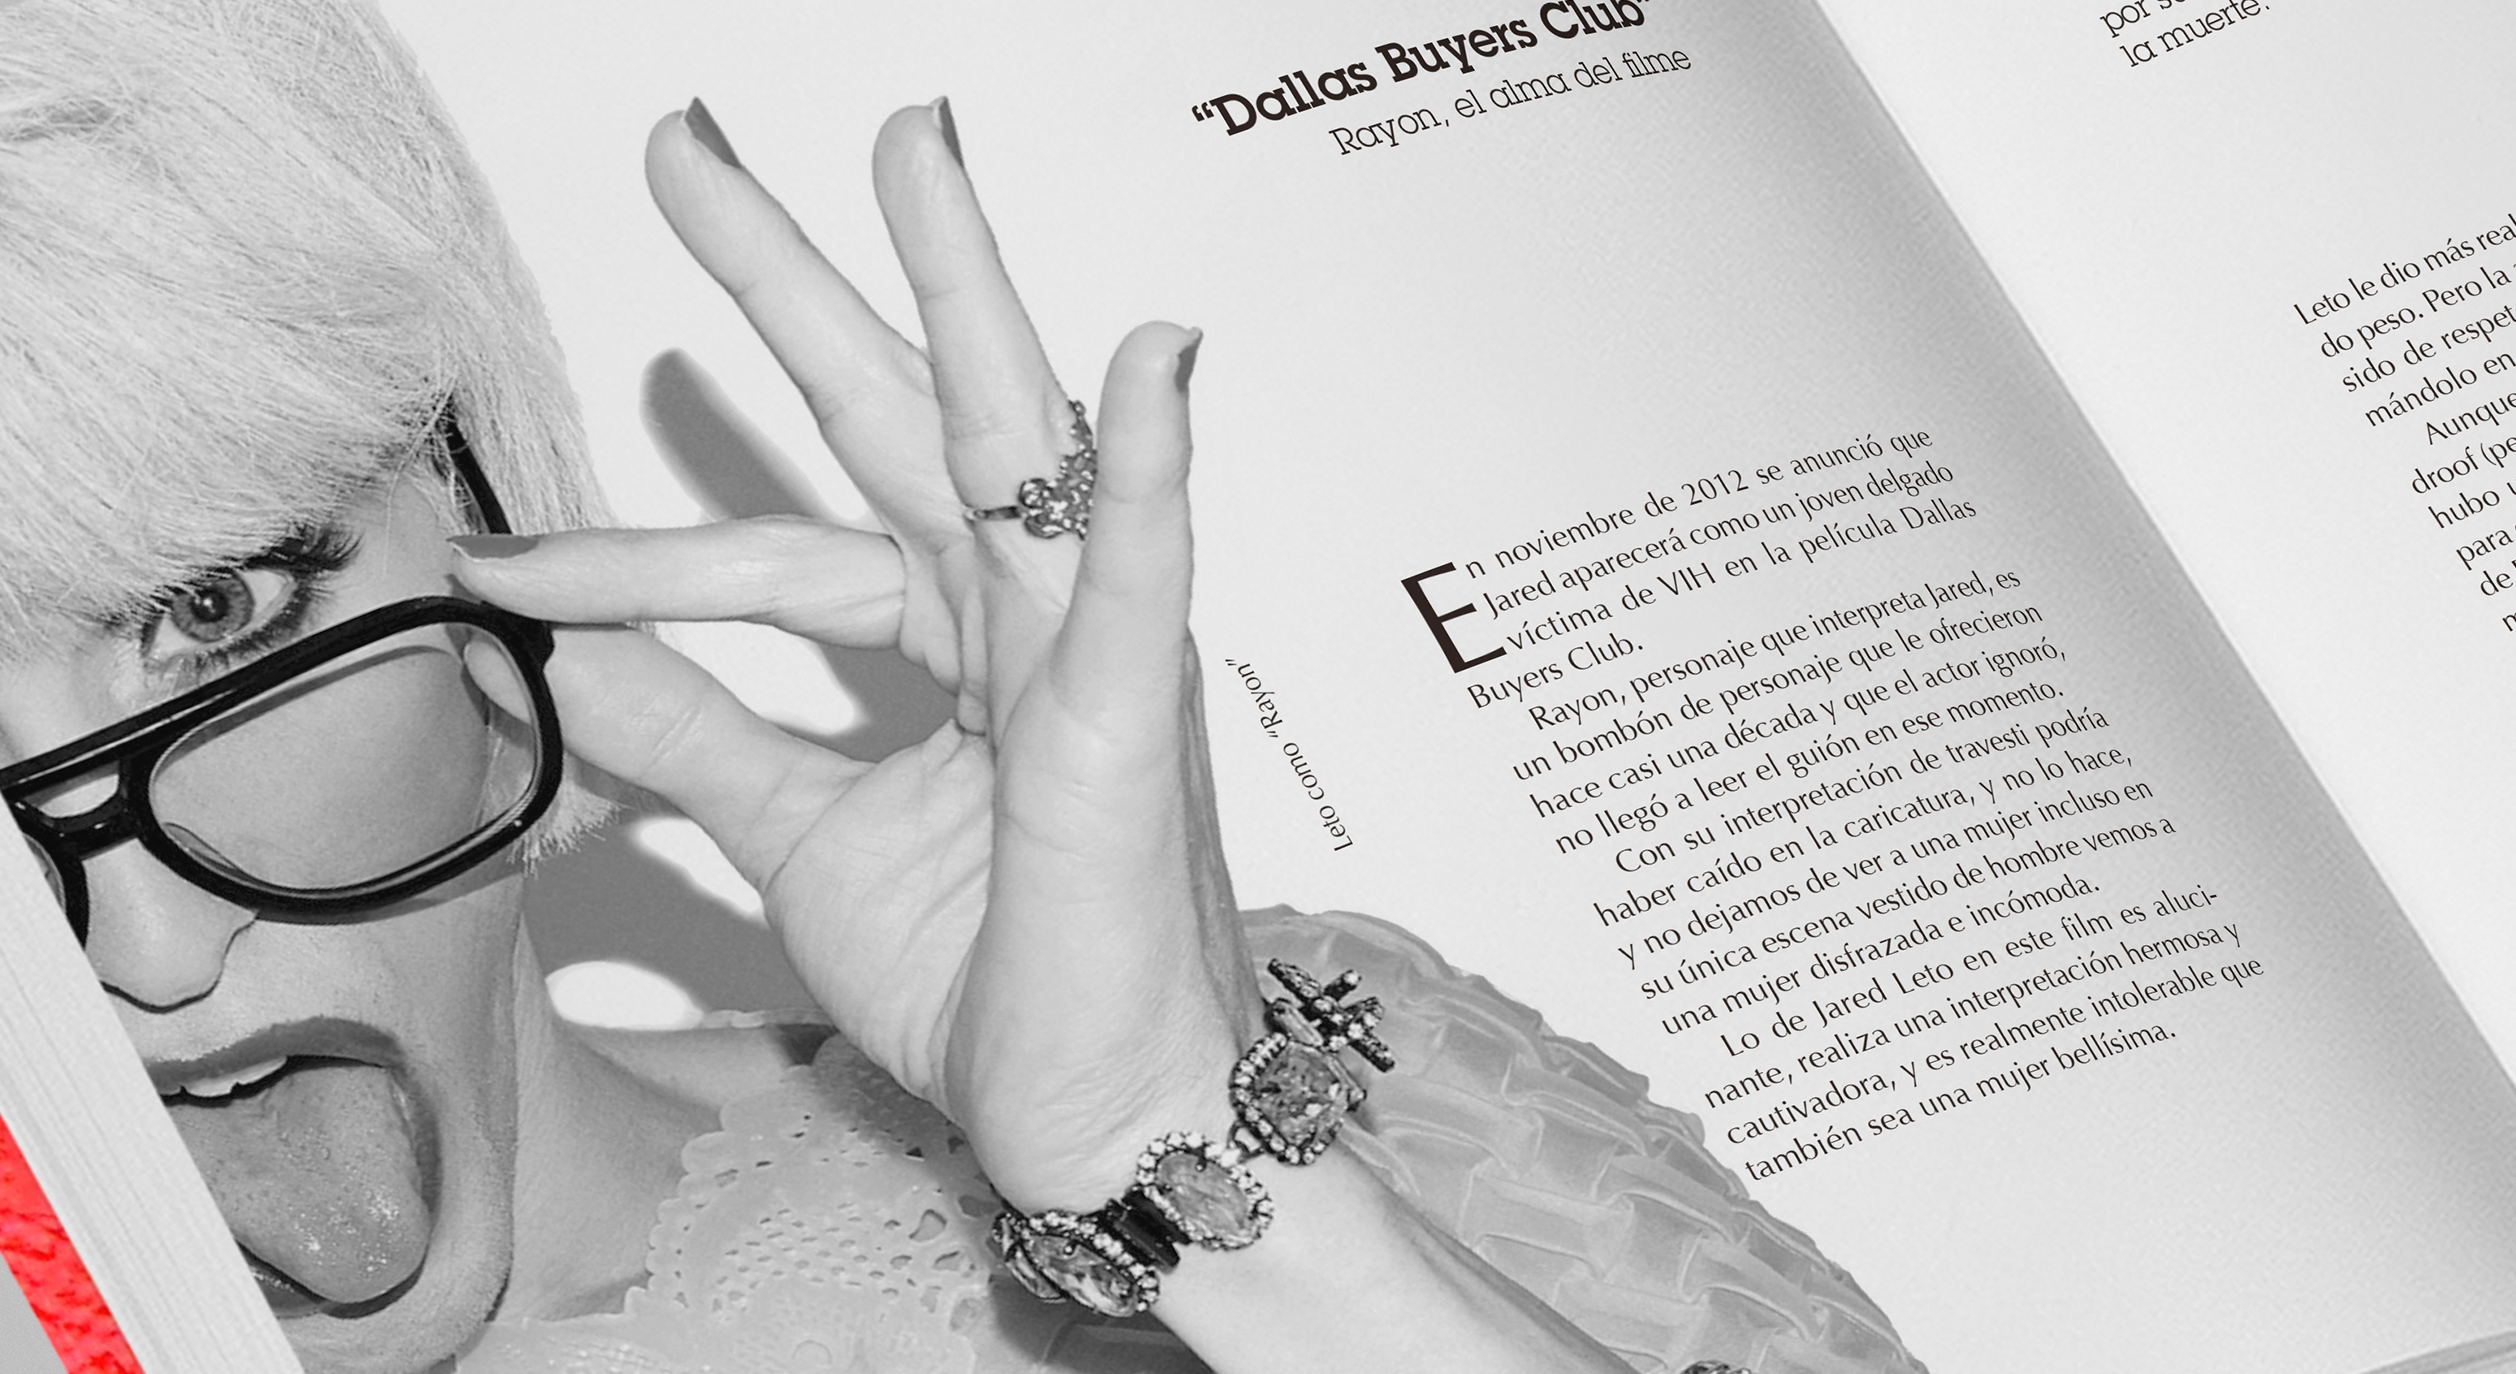 “Dallas Buyers Club”
Rayon, el alma del filme
En noviembre de 2012 se anunció que
Jared aparecerá como un joven delgado
víctima de VIH en la película Dallas
Buyers Club.
Rayon, personaje que interpreta Jared, es
un bombón de personaje que le ofrecieron
hace casi una década y que el actor ignoró,
no llegó a leer el guión en ese momento.
Con su interpretación de travesti podría
haber caído en la caricatura, y no lo hace,
y no dejamos de ver a una mujer incluso en
su única escena vestido de hombre vemos a
una mujer disfrazada e incómoda.
Lo de Jared Leto en este film es aluci-
nante, realiza una interpretación hermosa y
cautivadora, y es realmente intolerable que
también sea una mujer bellísima.
Leto como “Rayon”
por
la muerte.
Leto le dio más
do peso. Pero la
sido de
mándolo en
Aunque
droof
hubo
para
de